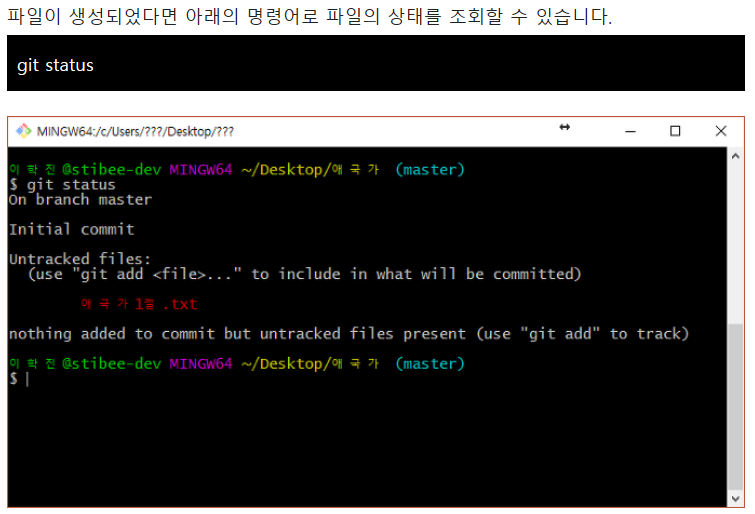 파일이 생성되었다면 아래의 명령어로 파일의 상태를 조회할 수 있습니다.
git status
MINGW64:/c/Users/???/Desktop/???
이 학 진 @stibee-dev MINGW64 ~/Desktop/애 국 가 (master)
$ git status
On branch master
Initial commit
Untracked files:
(use "git add <file>..." to include in what will be committed)
애 국 가 1절 .txt
nothing added to commit but untracked files present (use "git add" to track)
이 학 진 @stibee-dev MINGW64 ~/Desktop/애 국 가 (master)
$